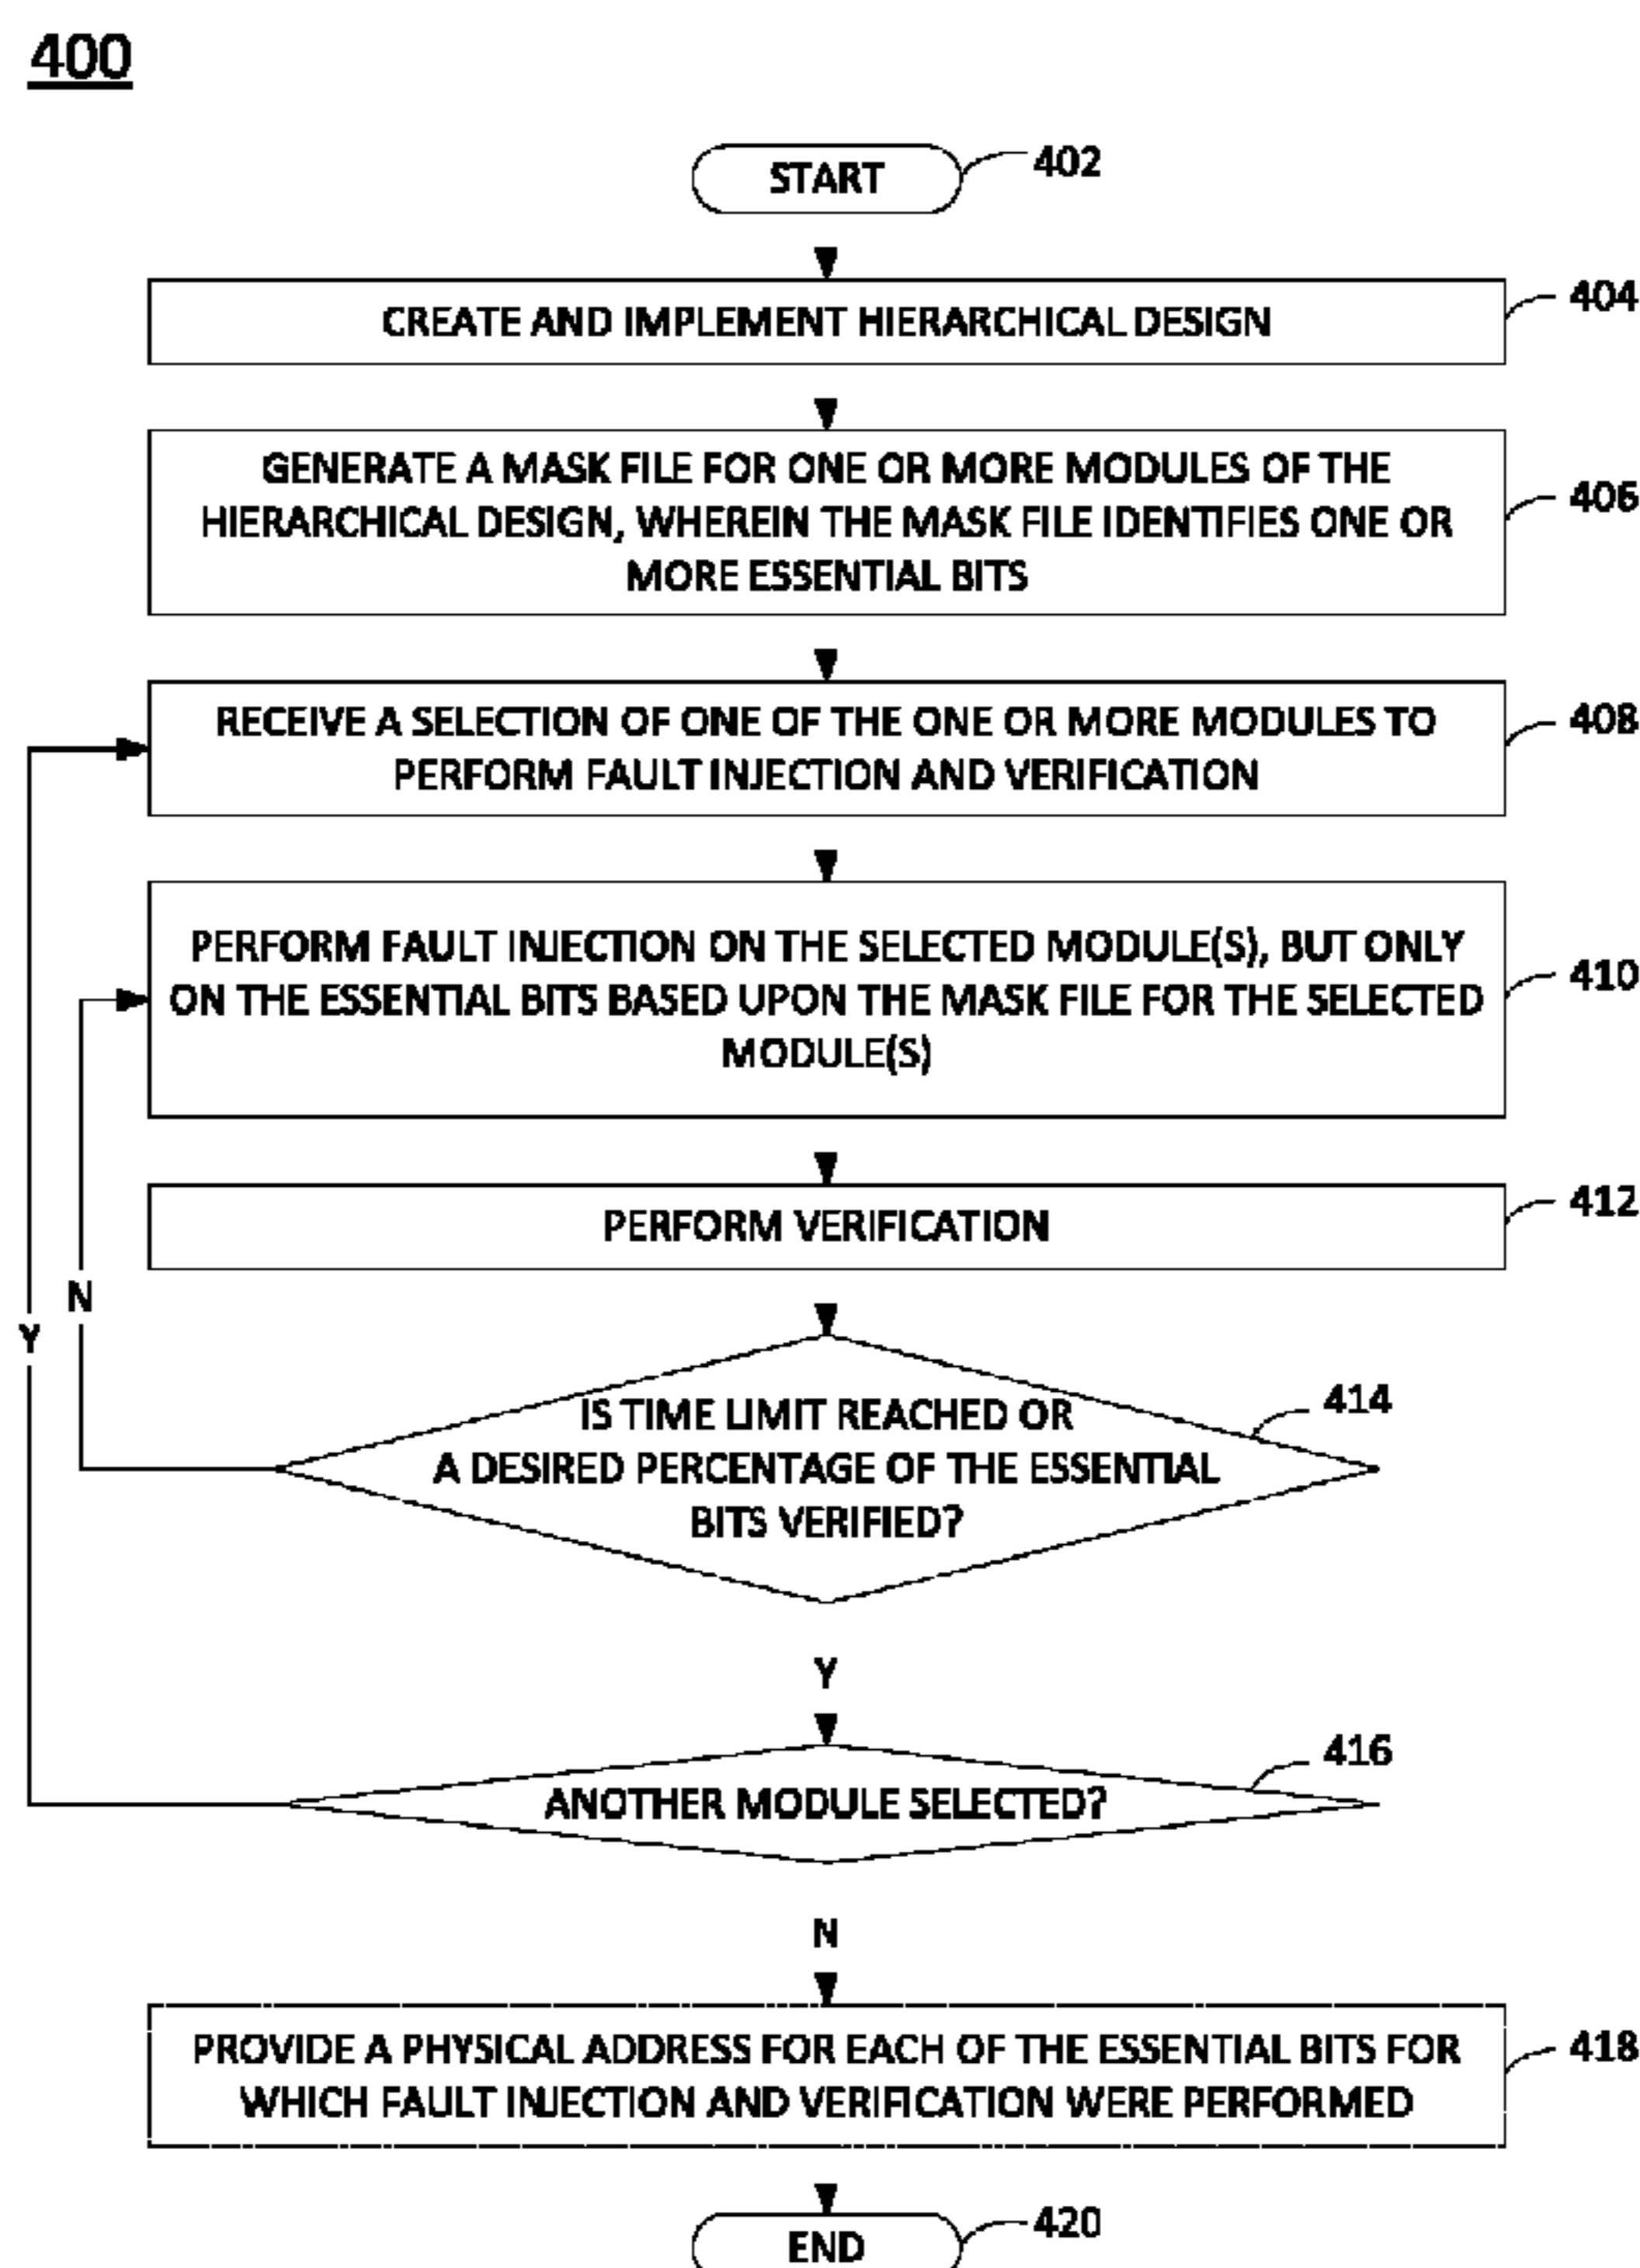 400
START
402
CREATE AND IMPLEMENT HIERARCHICAL DESIGN
404
GENERATE A MASK FILE FOR ONE OR MORE MODULES OF THE
HIERARCHICAL DESIGN, WHEREIN THE MASK FILE IDENTIFIES ONE OR
MORE ESSENTIAL BITS
406
RECEIVE A SELECTION OF ONE OF THE ONE OR MORE MODULES TO
PERFORM FAULT INJECTION AND VERIFICATION
408
PERFORM FAULT INJECTION ON THE SELECTED MODULE(S), BUT ONLY
ON THE ESSENTIAL BITS BASED UPON THE MASK FILE FOR THE SELECTED
MODULE(S)
410
PERFORM VERIFICATION
412
N
Y
IS TIME LIMIT REACHED OR
A DESIRED PERCENTAGE OF THE ESSENTIAL
BITS VERIFIED?
414
Y
ANOTHER MODULE SELECTED?
416
N
PROVIDE A PHYSICAL ADDRESS FOR EACH OF THE ESSENTIAL BITS FOR
WHICH FAULT INJECTION AND VERIFICATION WERE PERFORMED
418
END
420